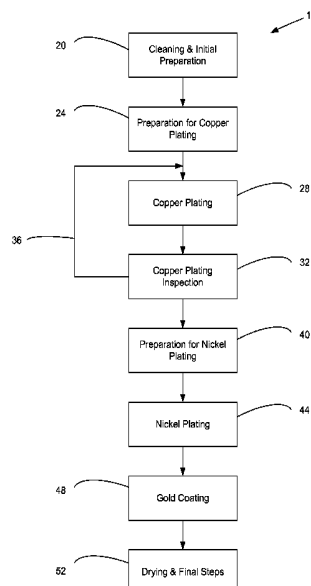 1
20
Cleaning & Initial
Preparation
24
Preparation for Copper
Plating
Copper Plating
28
36
Copper Plating
Inspection
32
Preparation for Nickel
Plating
40
Nickel Plating
44
48
Gold Coating
52
Drying & Final Steps